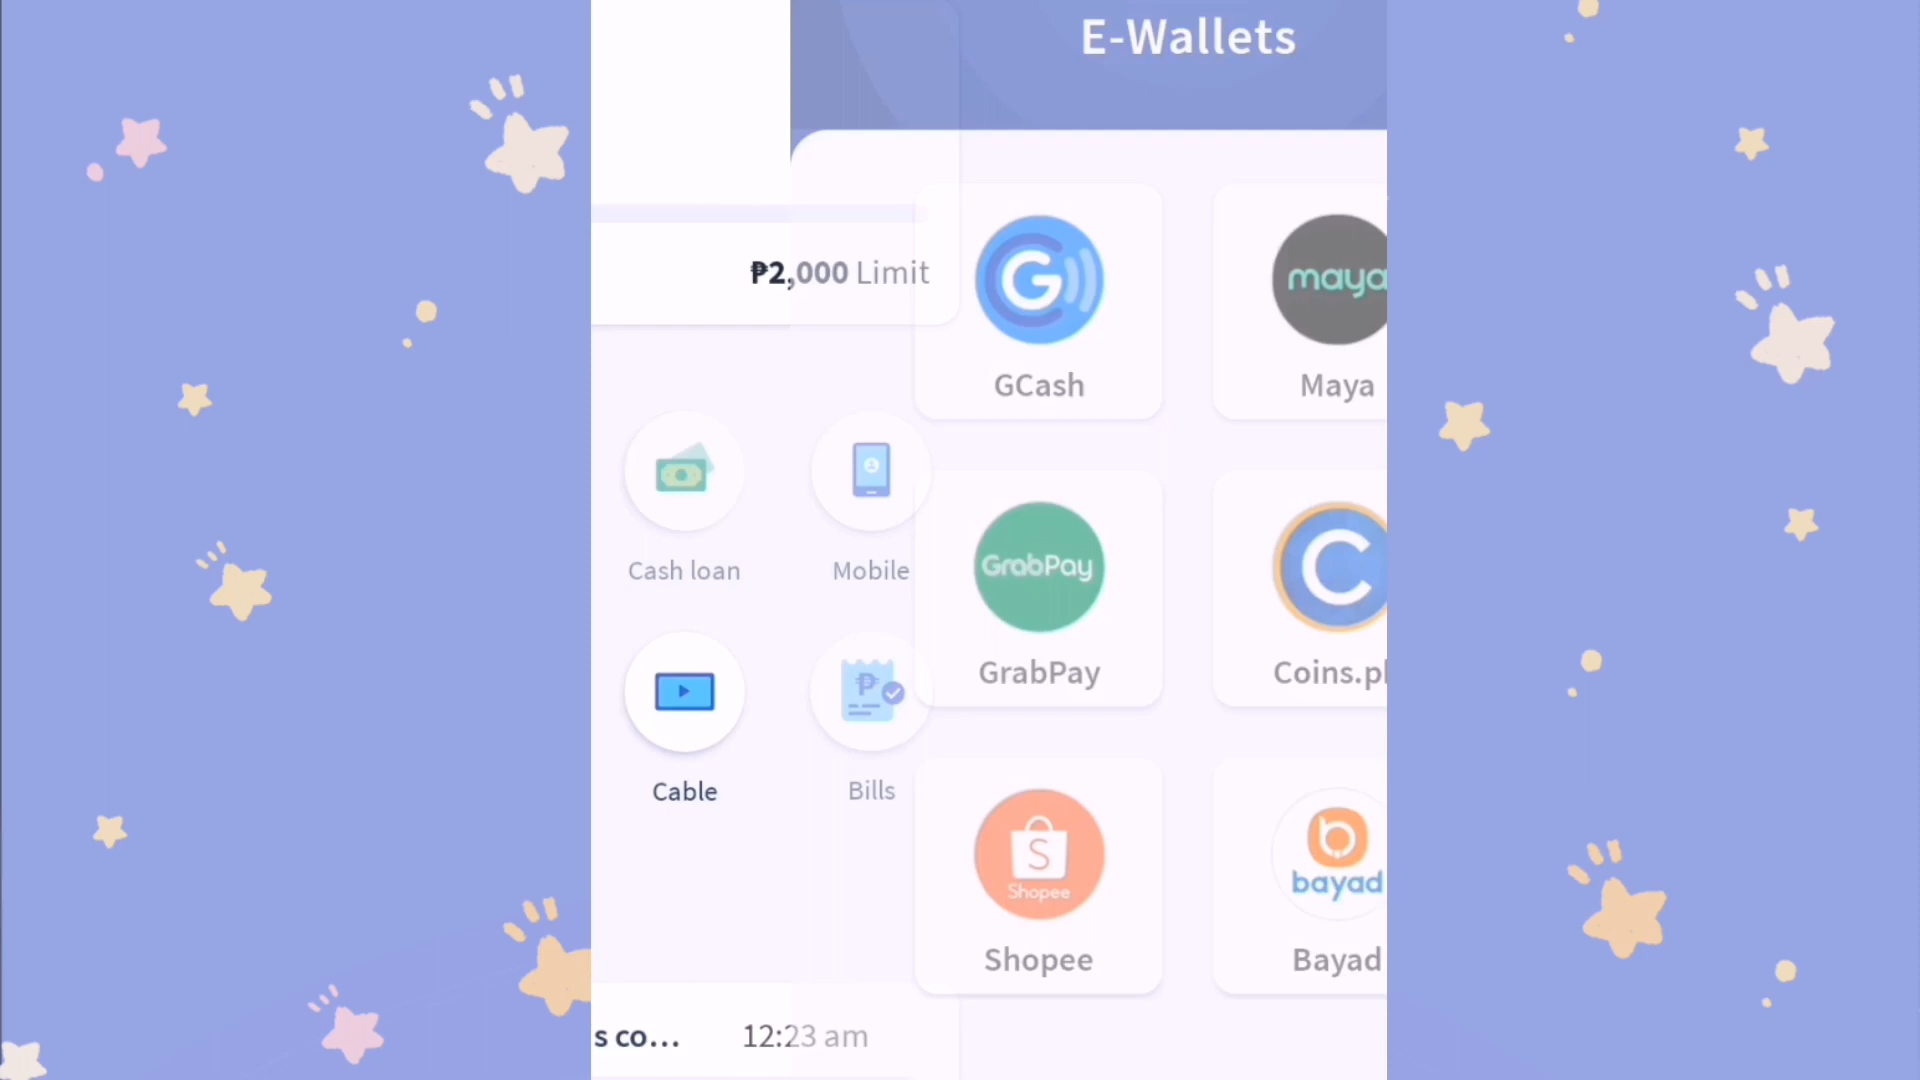 E-Wallets
₱2,000 Limit
GCash
maya
Maya
Cash loan
Mobile
GrabPay
GrabPay
Coins.p
Cable
Bills
Shopee
Shopee
bayad
Bayad
s co...
12:23 am